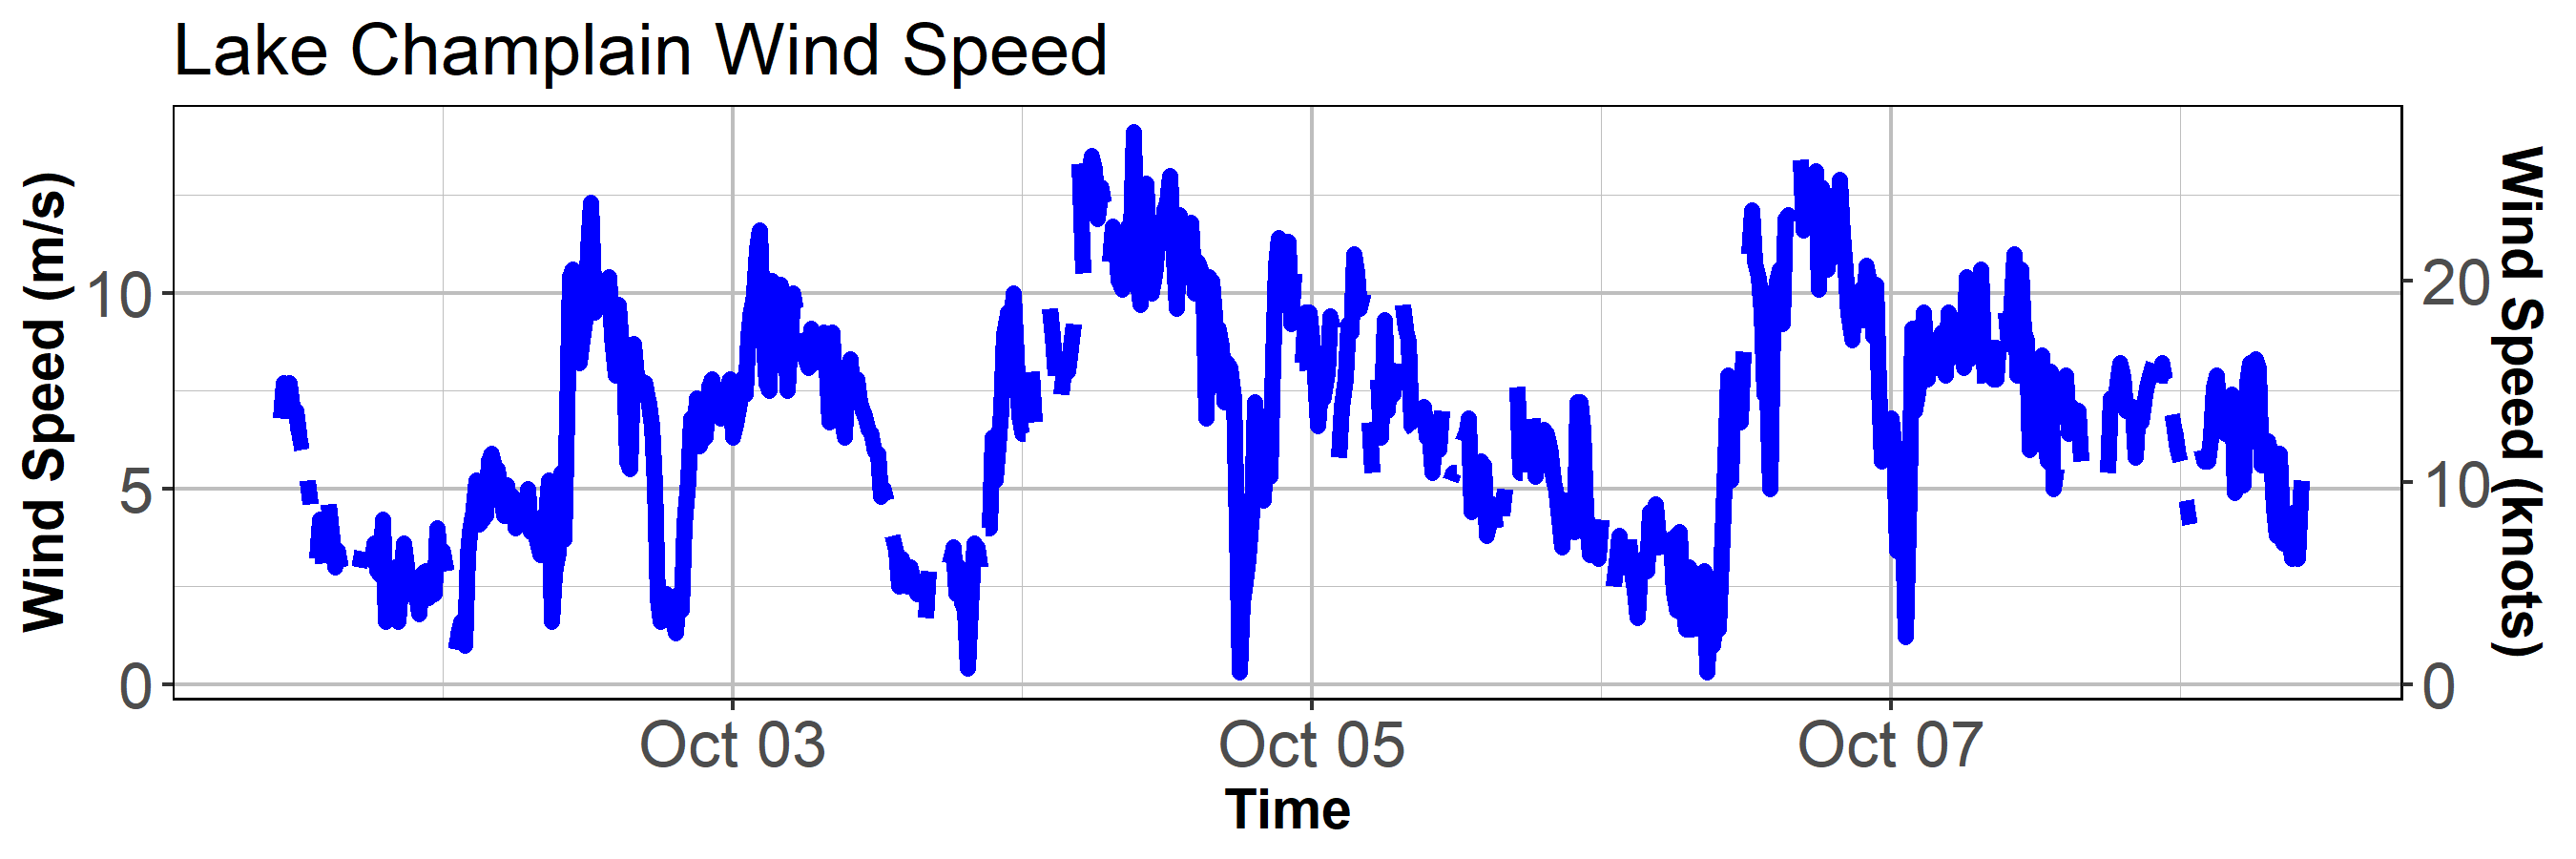 Lake Champlain Wind Speed
Wind Speed (m/s)
10
5
0
20
10
0
Wind Speed (knots)
Oct 03
Oct 05
Oct 07
Time